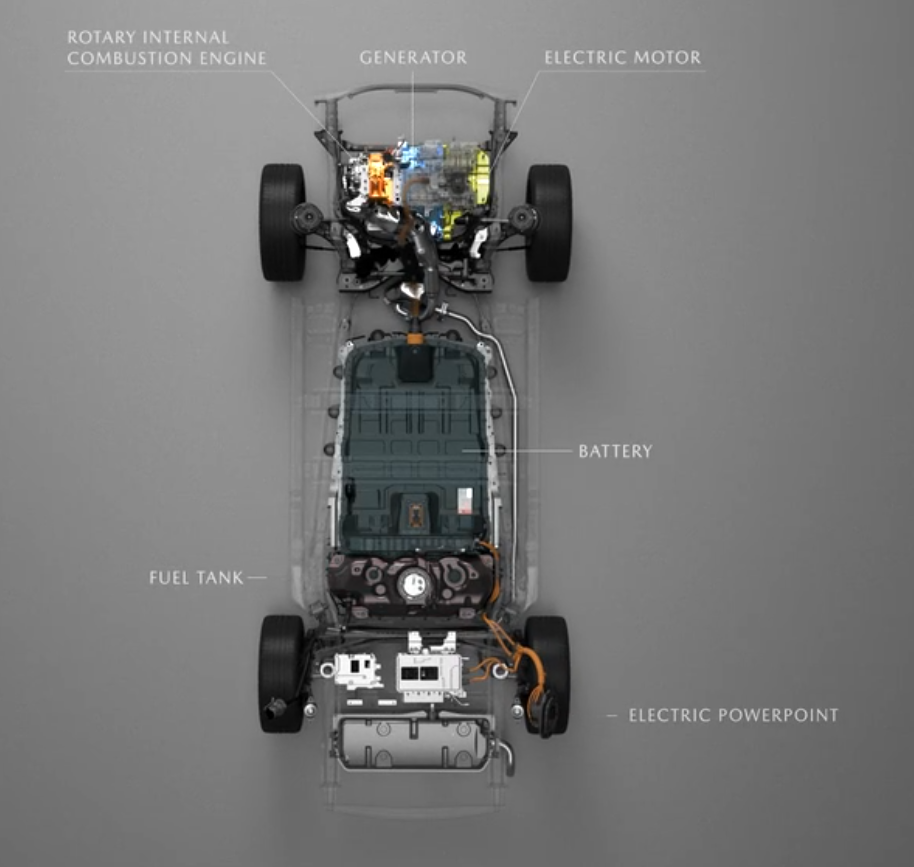 ROTARY INTERNAL
COMBUSTION ENGINE
GENERATOR
ELECTRIC MOTOR
BATTERY
FUEL TANK
ELECTRIC POWERPOINT